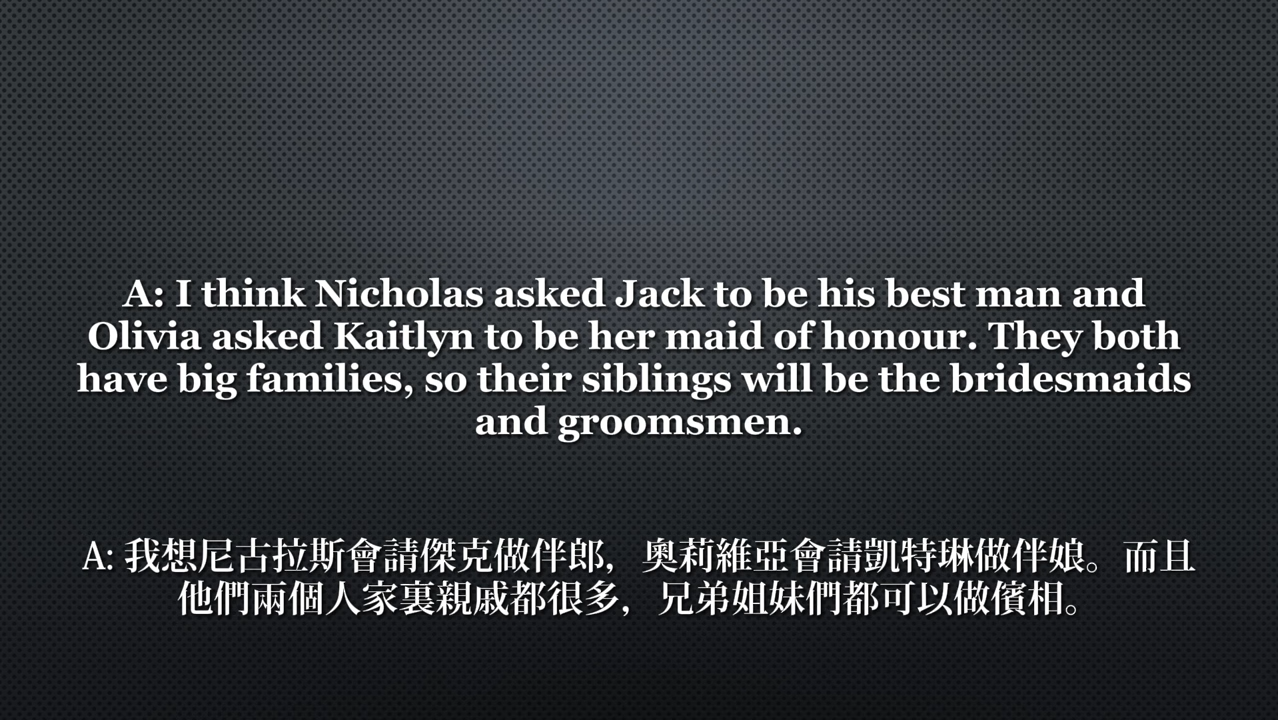 A: I think Nicholas asked Jack to be his best man and
Olivia asked Kaitlyn to be her maid of honour. They both
have big families, so their siblings will be the bridesmaids
and groomsmen.
A: 我想尼古拉斯會請傑克做伴郎，奧莉維亞會請凱特琳做伴娘。而且
他們兩個人家裏親戚都很多，兄弟姐妹們都可以做儐相。